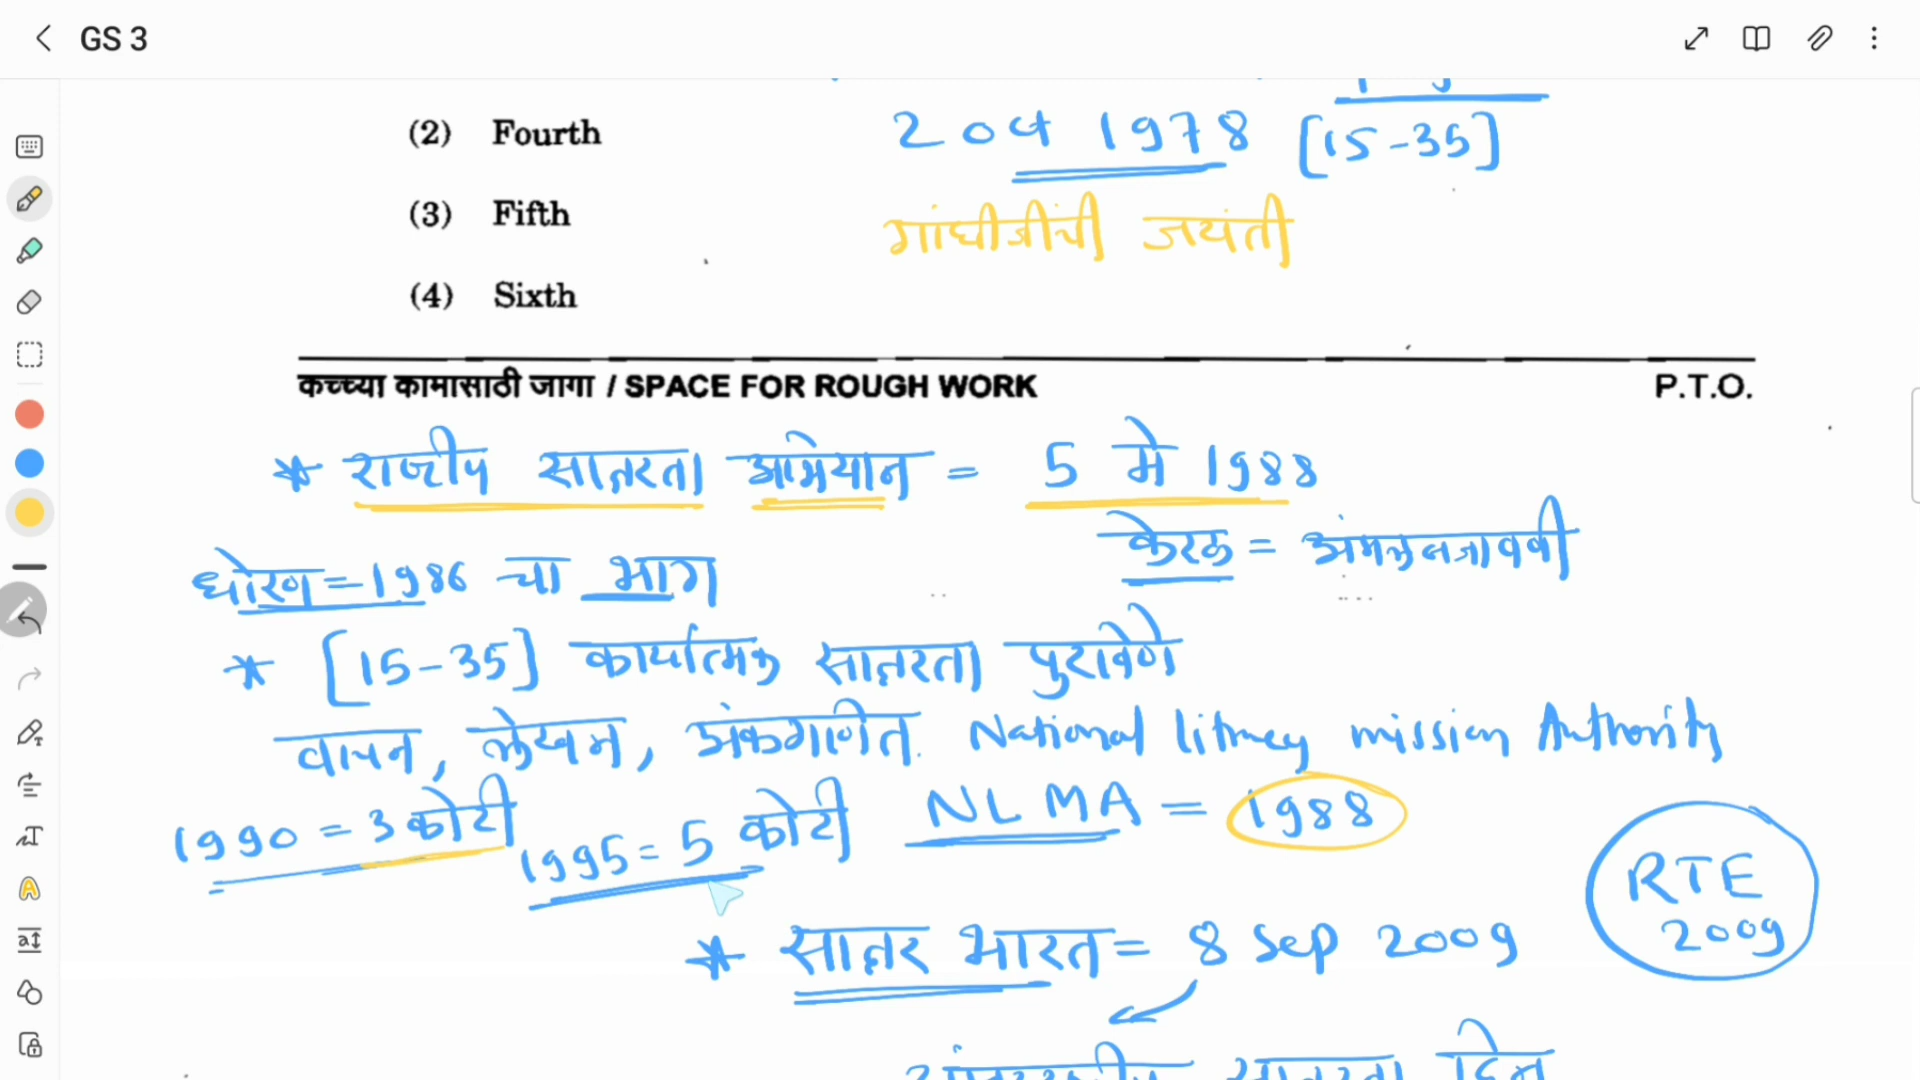 GS 3
(2) Fourth
2 oct 1978 [15-35]
(3) Fifth
गांधीजींची जयंती
(4) Sixth
कच्च्या कामासाठी जागा / SPACE FOR ROUGH WORK P.T.O.
* राष्ट्रीय साक्षरता अभियान = 5 मे 1988
केरळ = अंमलबजावणी
धोरण = 1986 चा भाग
* [15-35] कार्यात्मक साक्षरता पुरविणे
वाचन, लेखन, अंकगणित. National litracy mission Authority
1990 = 3 कोटी 1995 = 5 कोटी NLMA = 1988
RTE
2009
* साक्षर भारत = 8 Sep 2009